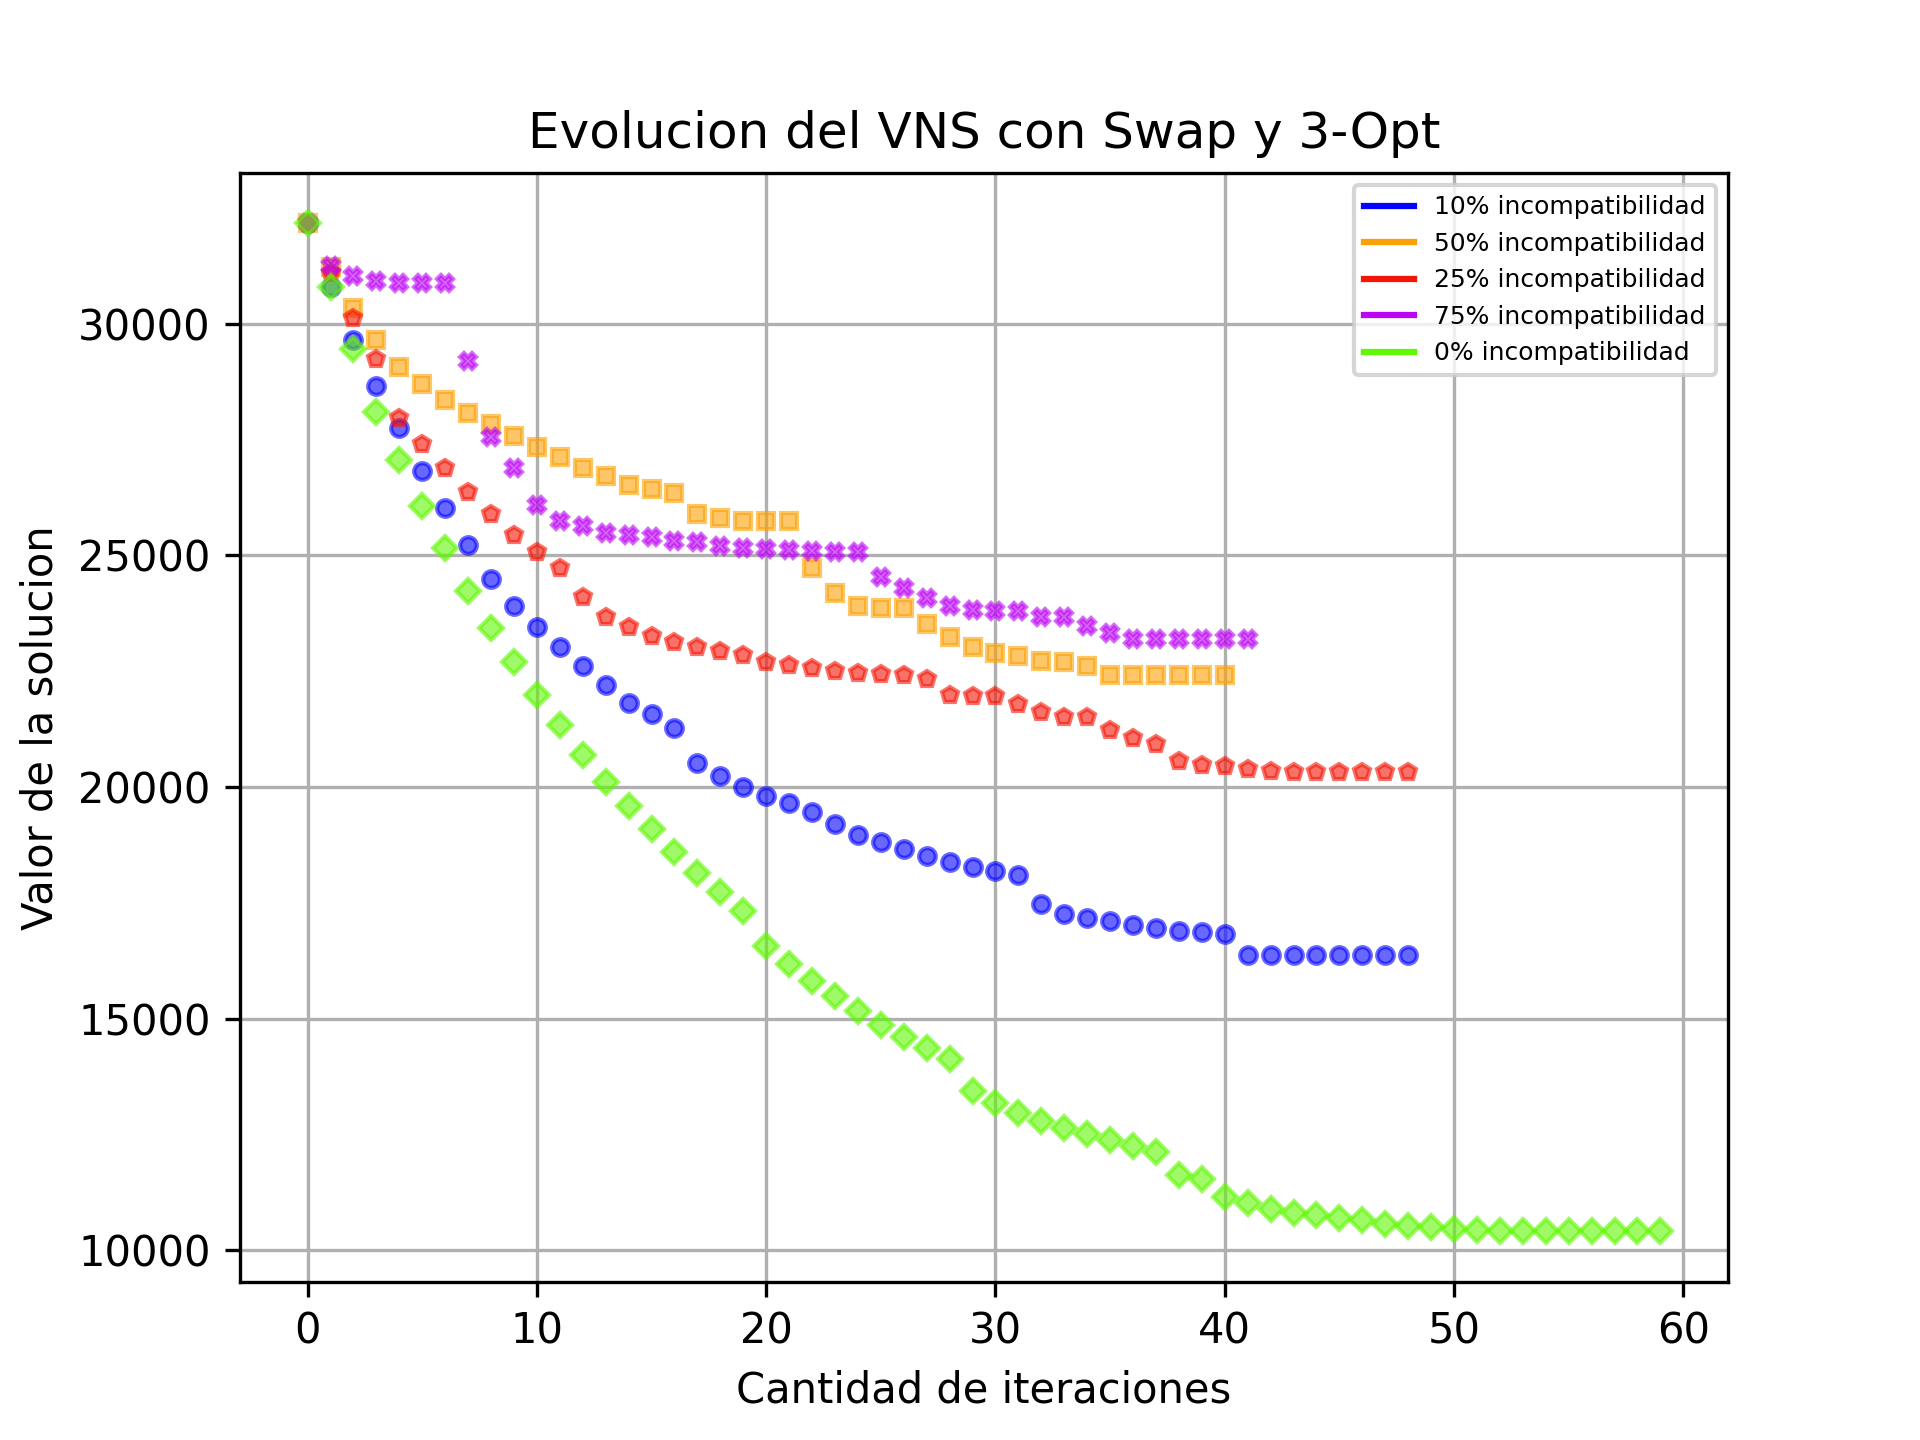 Evolucion del VNS con Swap y 3-Opt
10% incompatibilidad
50% incompatibilidad
25% incompatibilidad
75% incompatibilidad
0% incompatibilidad
Valor de la solucion
30000
25000
20000
15000
10000
0 10 20 30 40 50 60
Cantidad de iteraciones